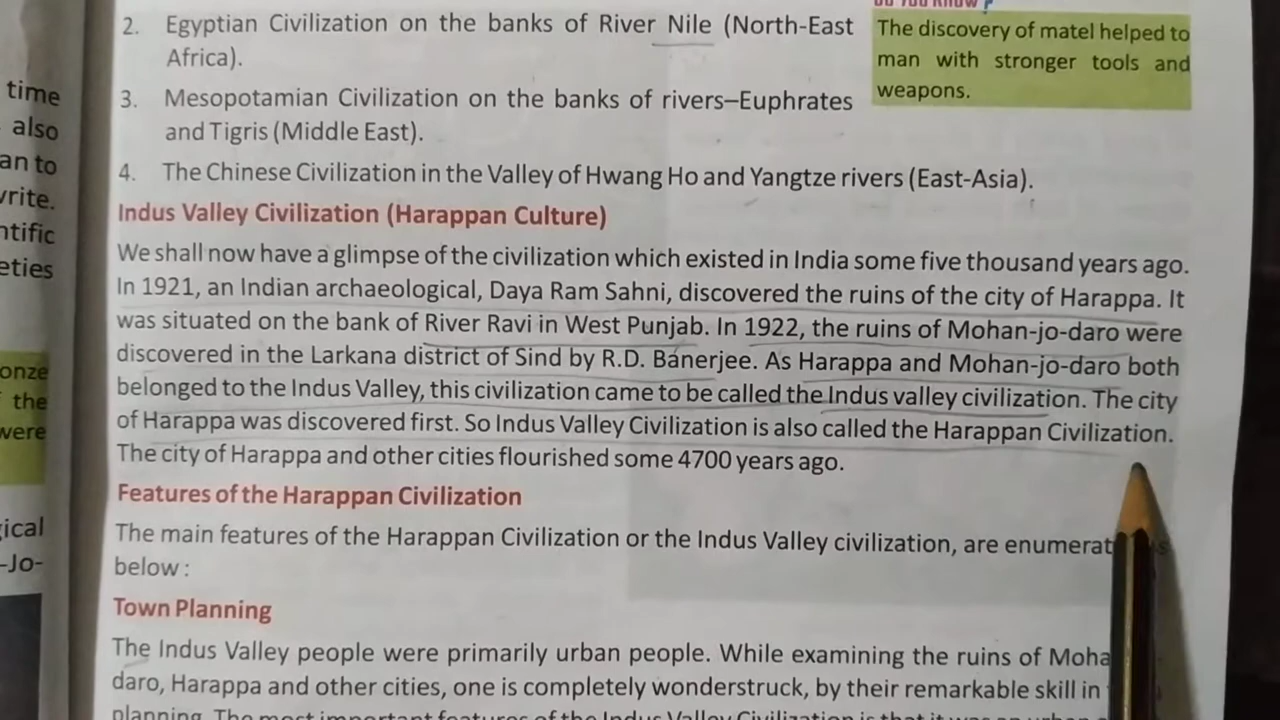 time
also
an to
write.
ntific
eties
onze
the
were
ical
-Jo-
2. Egyptian Civilization on the banks of River Nile (North-East
Africa).
3. Mesopotamian Civilization on the banks of rivers–Euphrates
and Tigris (Middle East).
4. The Chinese Civilization in the Valley of Hwang Ho and Yangtze rivers (East-Asia).
The discovery of matel helped to
man with stronger tools and
weapons.
Indus Valley Civilization (Harappan Culture)
We shall now have a glimpse of the civilization which existed in India some five thousand years ago.
In 1921, an Indian archaeological, Daya Ram Sahni, discovered the ruins of the city of Harappa. It
was situated on the bank of River Ravi in West Punjab. In 1922, the ruins of Mohan-jo-daro were
discovered in the Larkana district of Sind by R.D. Banerjee. As Harappa and Mohan-jo-daro both
belonged to the Indus Valley, this civilization came to be called the Indus valley civilization. The city
of Harappa was discovered first. So Indus Valley Civilization is also called the Harappan Civilization.
The city of Harappa and other cities flourished some 4700 years ago.
Features of the Harappan Civilization
The main features of the Harappan Civilization or the Indus Valley civilization, are enumerat
below :
Town Planning
The Indus Valley people were primarily urban people. While examining the ruins of Moha
daro, Harappa and other cities, one is completely wonderstruck, by their remarkable skill in
planning. The most important features of the Indus Valley Civilization is that it was an urban